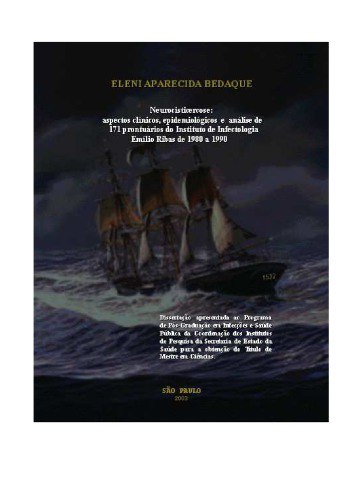 ELENI APARECIDA BEDAQUE
Neurocisticercose:
aspectos clínicos, epidemiológicos e análise de
171 prontuários do Instituto de Infectologia
Emílio Ribas de 1980 a 1990
Dissertação apresentada ao Programa
de Pós-Graduação em Infecções e Saúde
Pública da Coordenação dos Institutos
de Pesquisa da Secretaria de Estado da
Saúde para a obtenção do Título de
Mestre em Ciências.
SÃO PAULO
2003